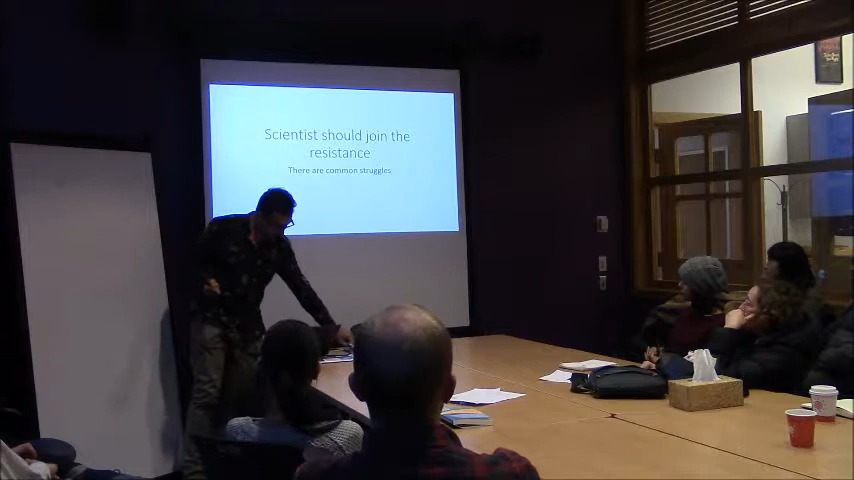 Scientist should join the
resistance
There are common struggles